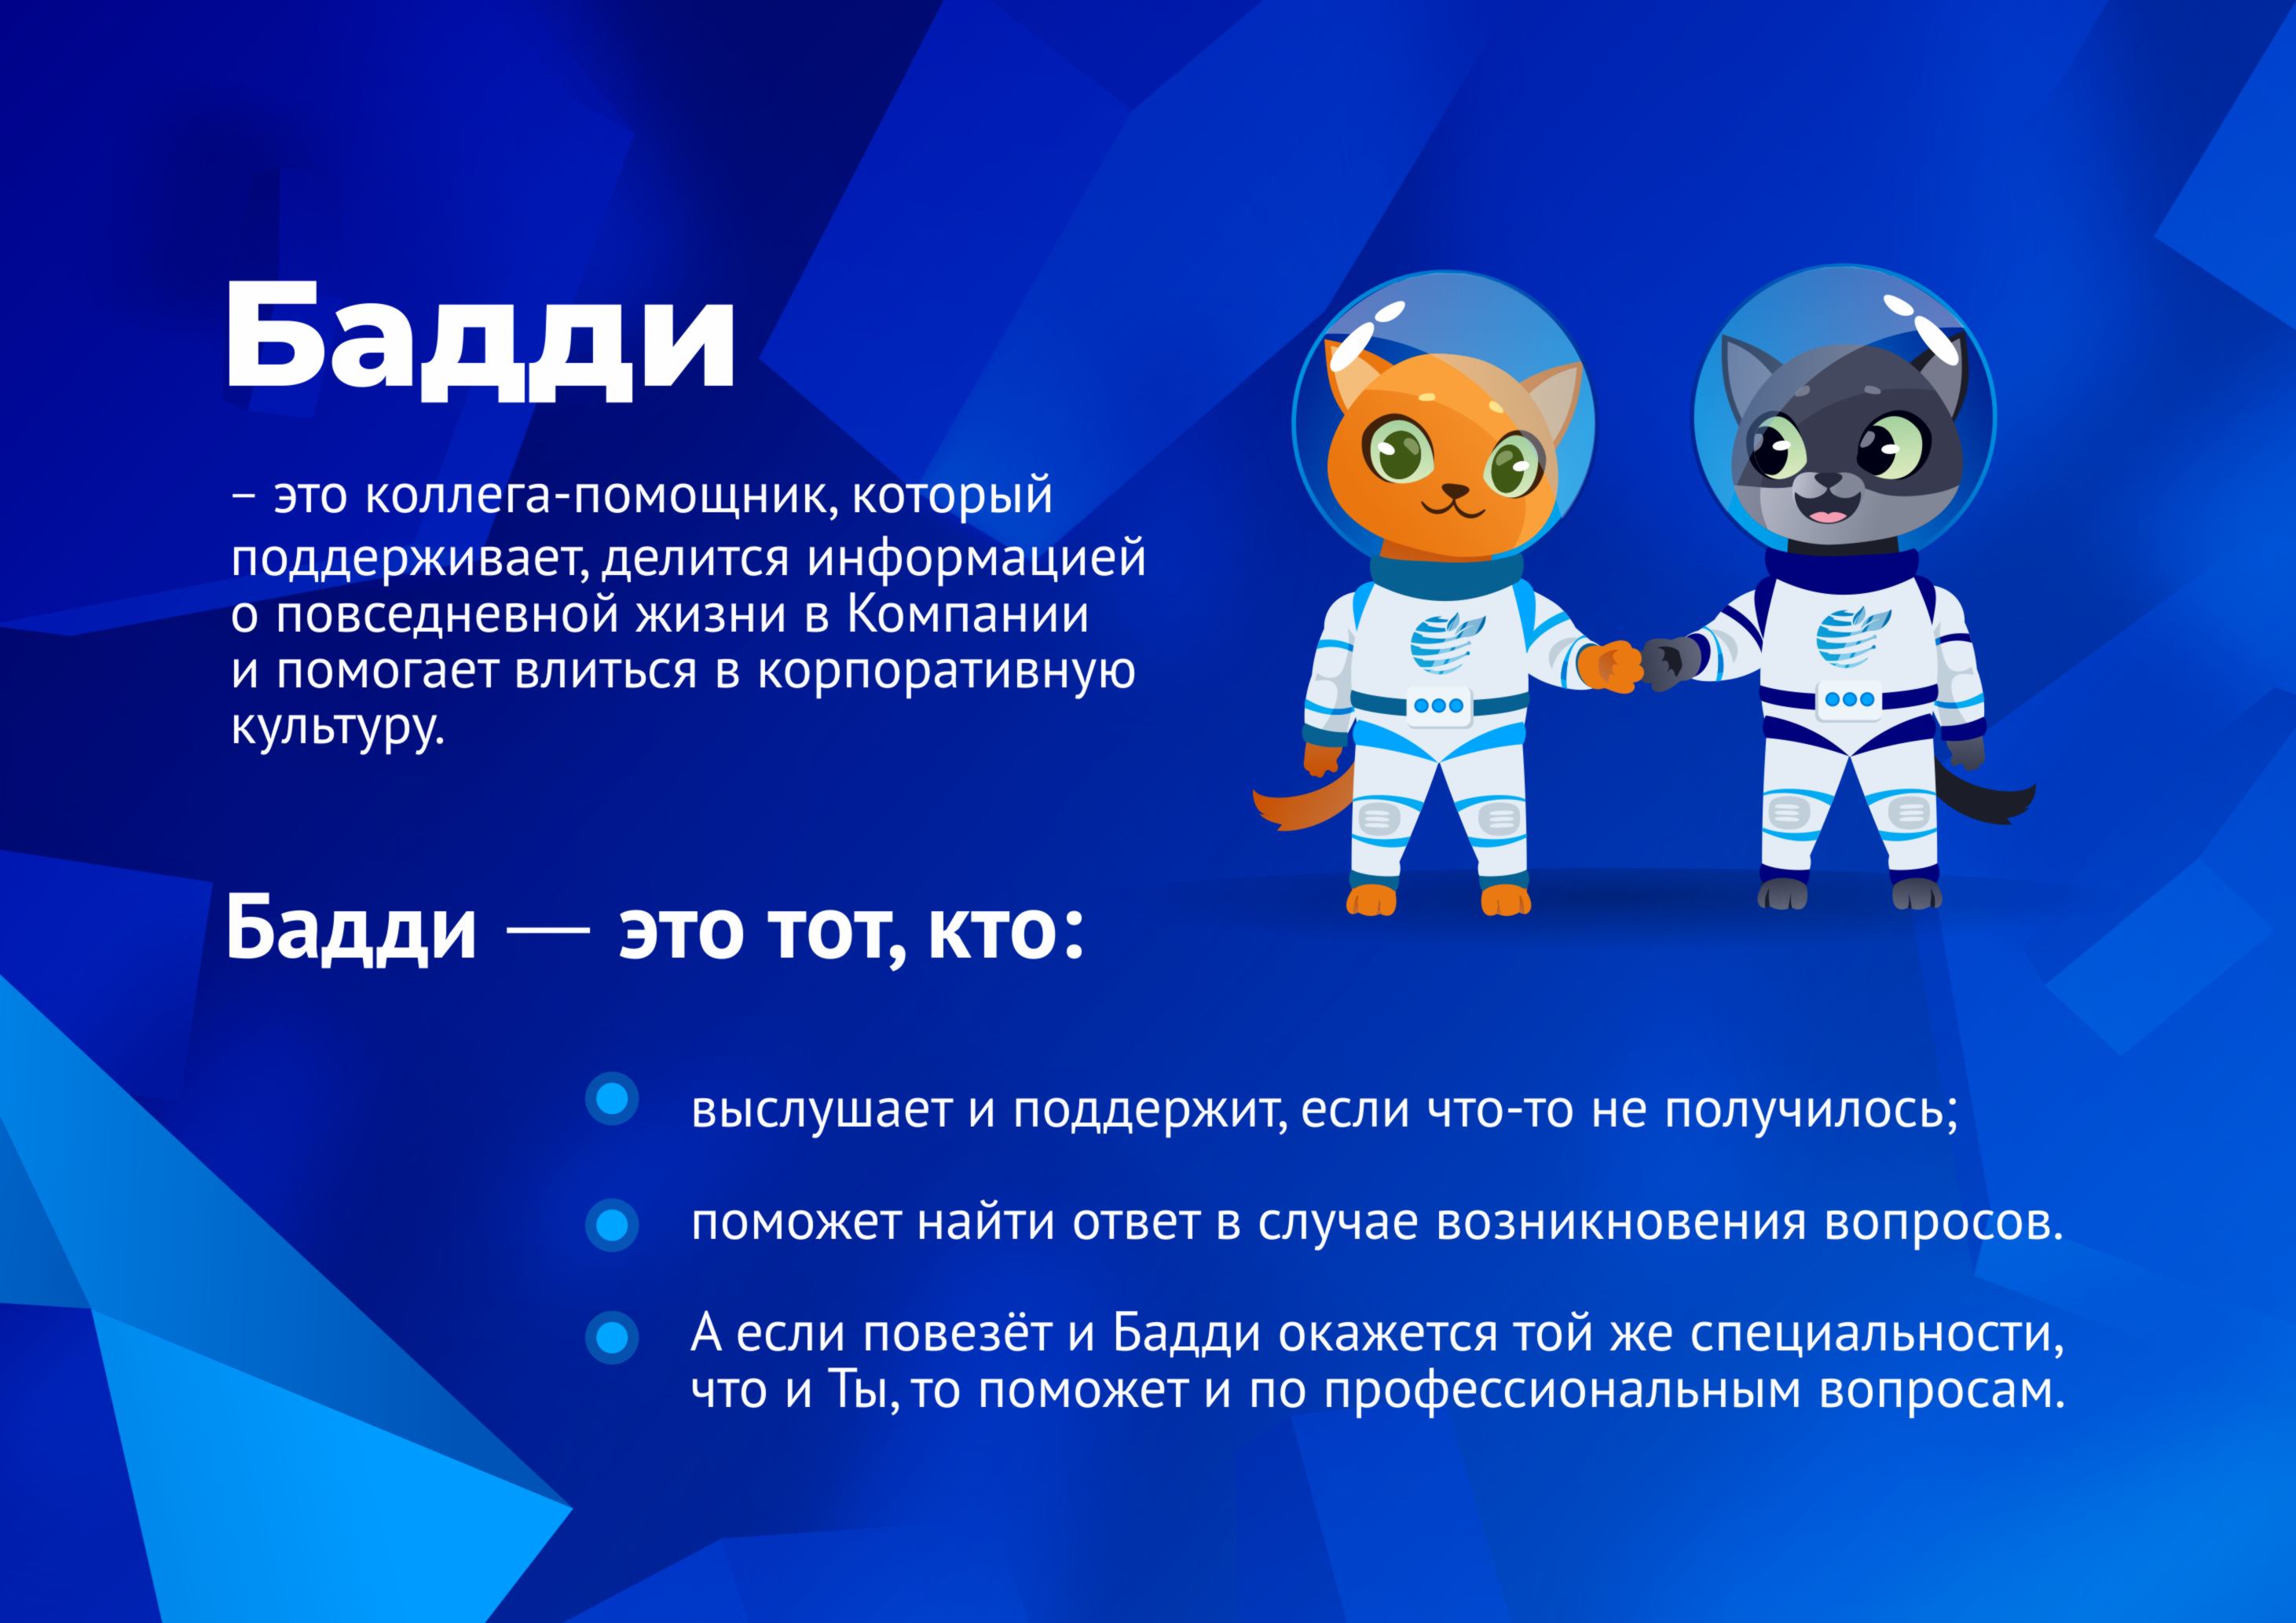 Бадди
– это коллега-помощник, который
поддерживает, делится информацией
о повседневной жизни в Компании
и помогает влиться в корпоративную
культуру.
Бадди — это тот, кто:
выслушает и поддержит, если что-то не получилось;
поможет найти ответ в случае возникновения вопросов.
А если повезёт и Бадди окажется той же специальности,
что и Ты, то поможет и по профессиональным вопросам.